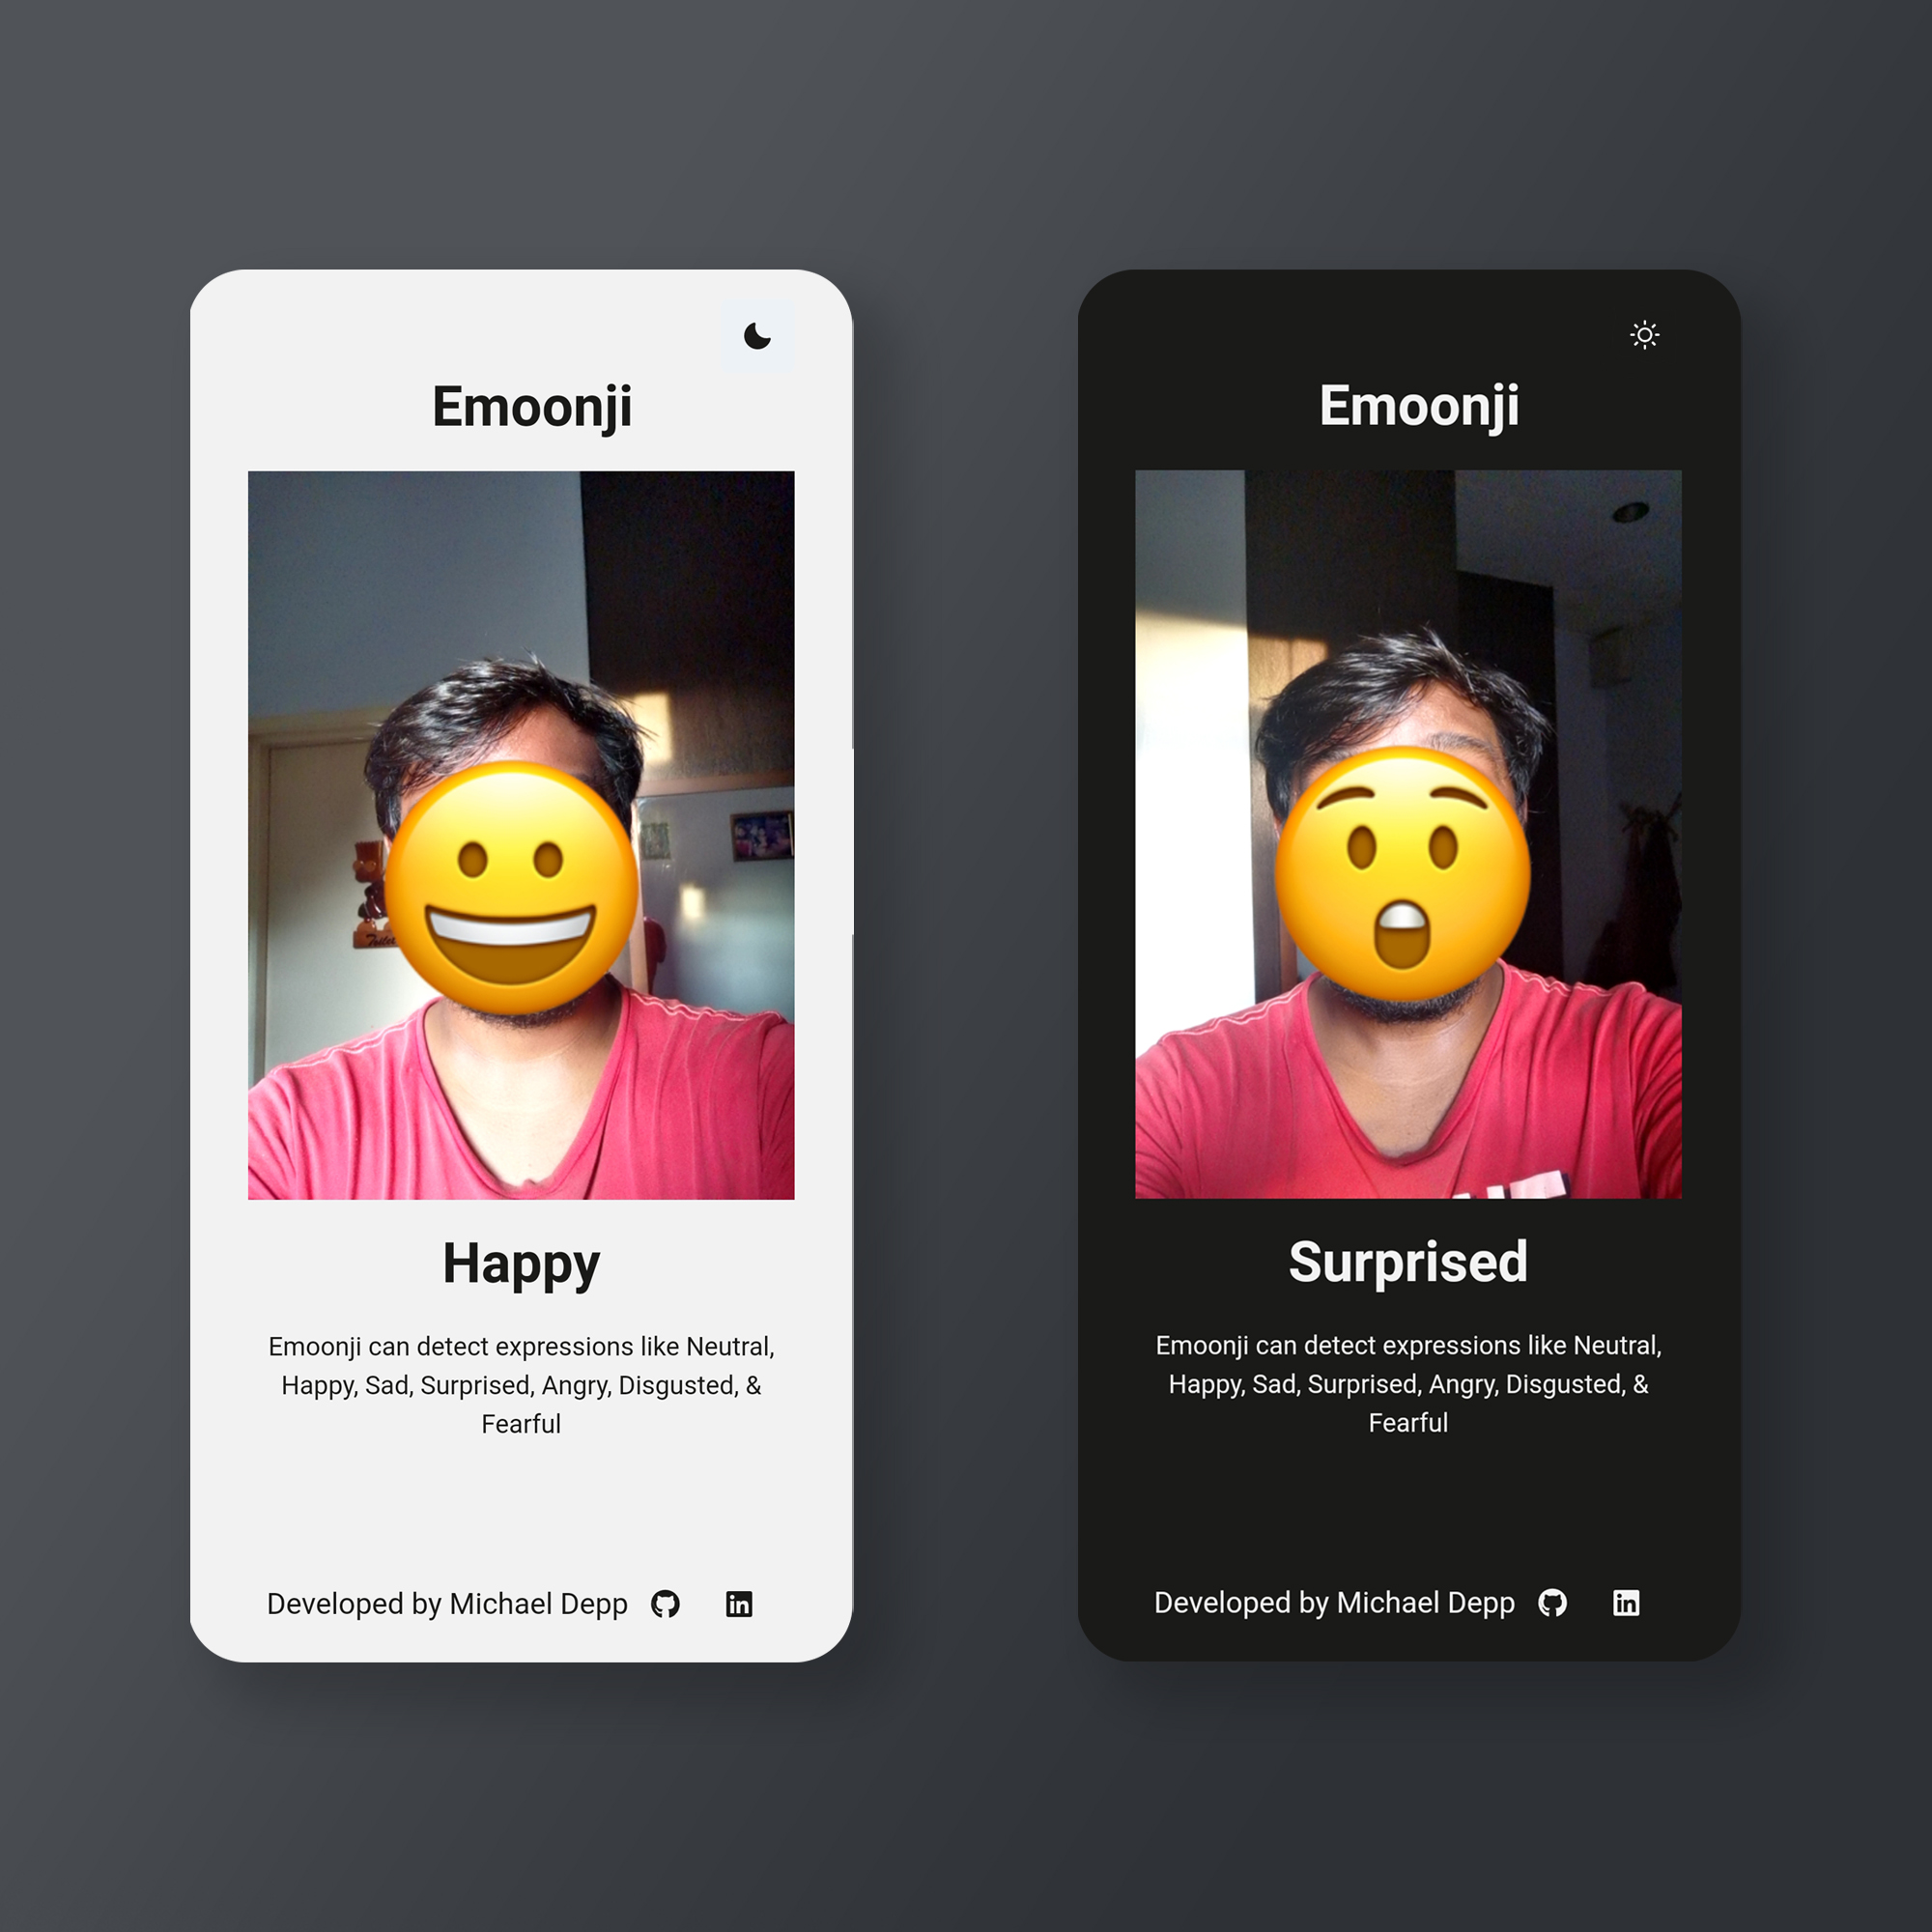 Emoonji
Happy
Emoonji can detect expressions like Neutral,
Happy, Sad, Surprised, Angry, Disgusted, &
Fearful
Developed by Michael Depp
Emoonji
Surprised
Emoonji can detect expressions like Neutral,
Happy, Sad, Surprised, Angry, Disgusted, &
Fearful
Developed by Michael Depp